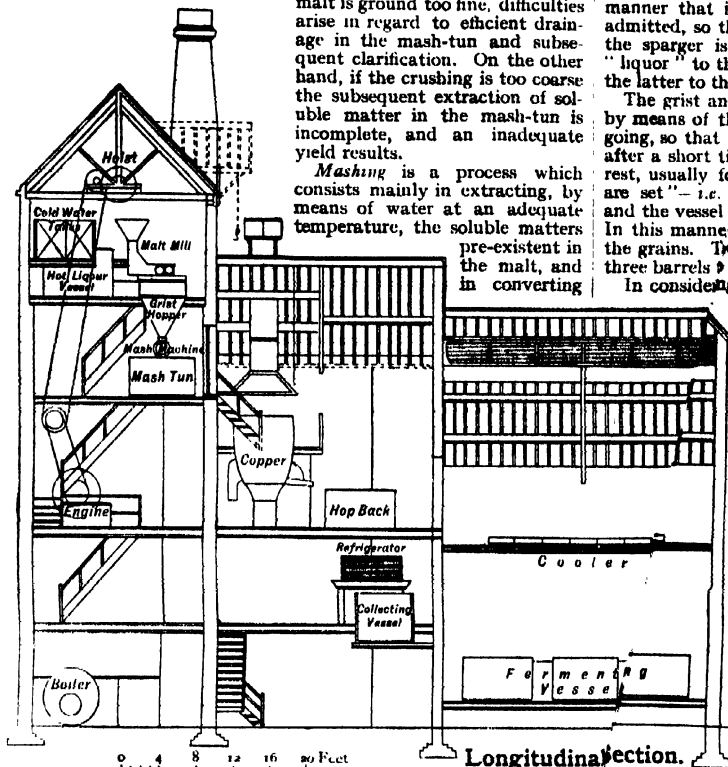 malt is ground too fine, difficulties
arise in regard to efficient drain-
age in the mash-tun and subse-
quent clarification. On the other
hand, if the crushing is too coarse
the subsequent extraction of sol-
uble matter in the mash-tun is
incomplete, and an inadequate
yield results.
Mashing is a process which
consists mainly in extracting, by
means of water at an adequate
temperature, the soluble matters
pre-existent in
the malt, and
in converting
manner that i
admitted, so th
the sparger is
"liquor" to th
the latter to th
The grist an
by means of th
going, so that
after a short ti
rest, usually fo
are set"— i.e.
and the vessel
In this manne
the grains. Tw
three barrels
In considering
Hoist
Cold Water
Tanks
Malt Mill
Hot Liquor
Vessel
Grist
Hopper
Mash Machine
Mash Tun
Copper
Engine
Hop Back
Refrigerator
Cooler
Collecting
Vessel
Boiler
Fermenting
Vessel
0 4 8 12 16 20 Feet
Longitudinal Section.